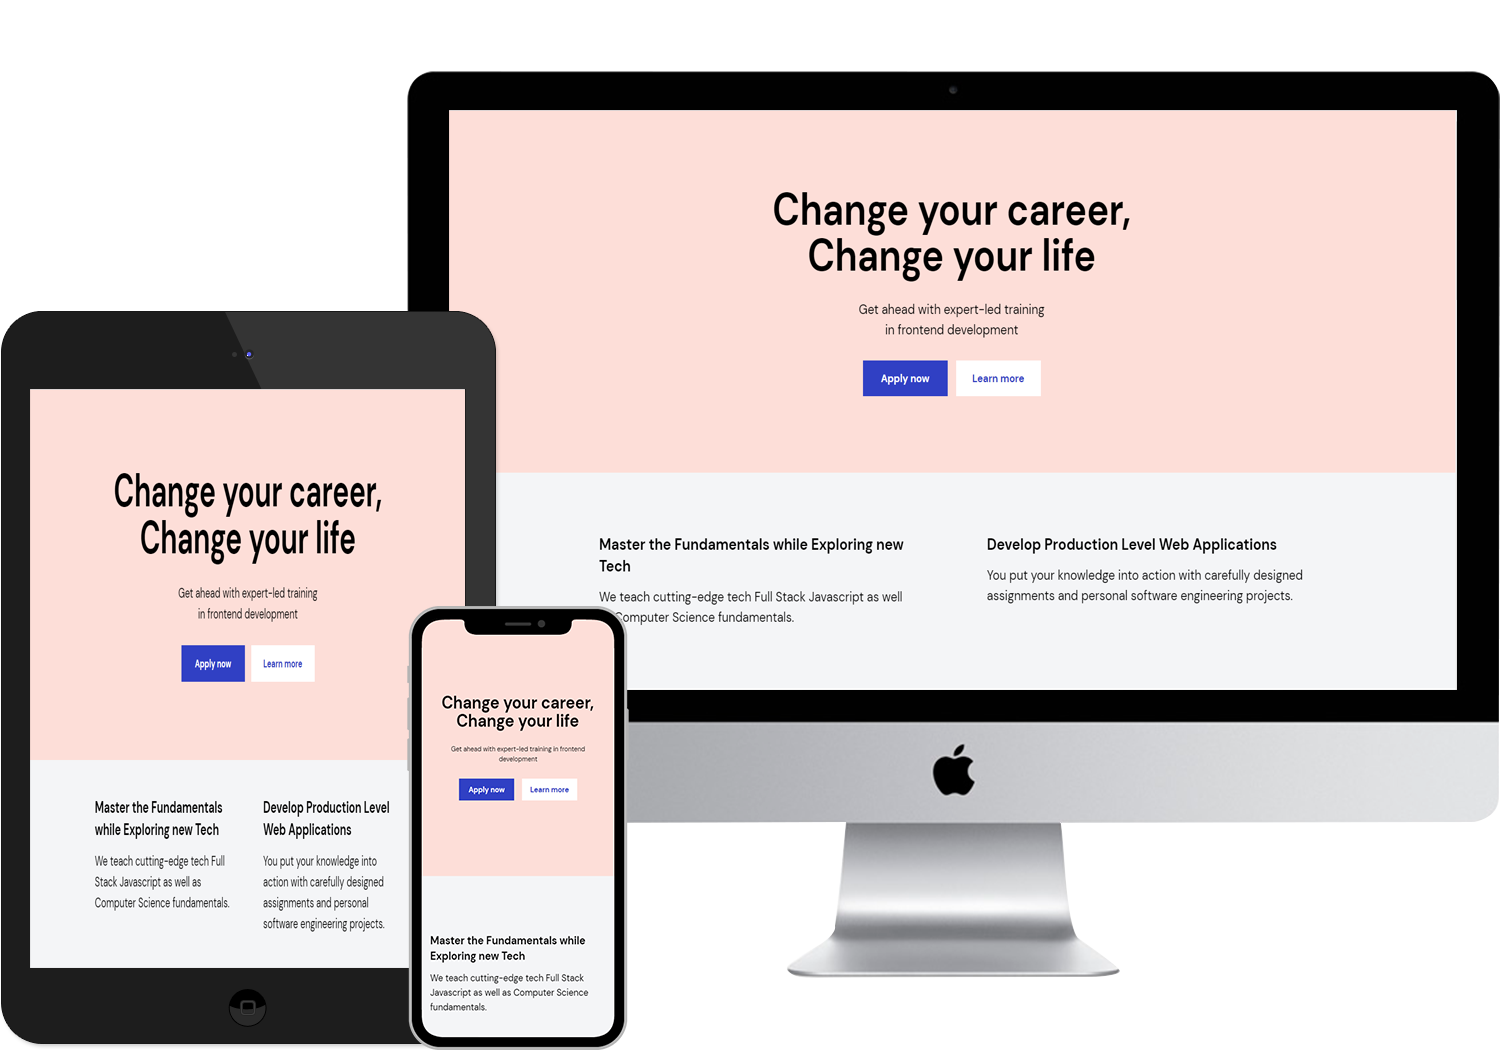 Change your career,
Change your life
Get ahead with expert-led training
in frontend development
Apply now
Learn more
Master the Fundamentals while Exploring new
Tech
We teach cutting-edge tech Full Stack Javascript as well
Computer Science fundamentals.
Develop Production Level Web Applications
You put your knowledge into action with carefully designed
assignments and personal software engineering projects.
Change your career,
Change your life
Get ahead with expert-led training
in frontend development
Apply now
Learn more
Master the Fundamentals
while Exploring new Tech
We teach cutting-edge tech Full
Stack Javascript as well as
Computer Science fundamentals.
Develop Production Level
Web Applications
You put your knowledge into
action with carefully designed
assignments and personal
software engineering projects.
Change your career,
Change your life
Get ahead with expert-led training in frontend
development
Apply now
Learn more
Master the Fundamentals while
Exploring new Tech
We teach cutting-edge tech Full Stack
Javascript as well as Computer Science
fundamentals.